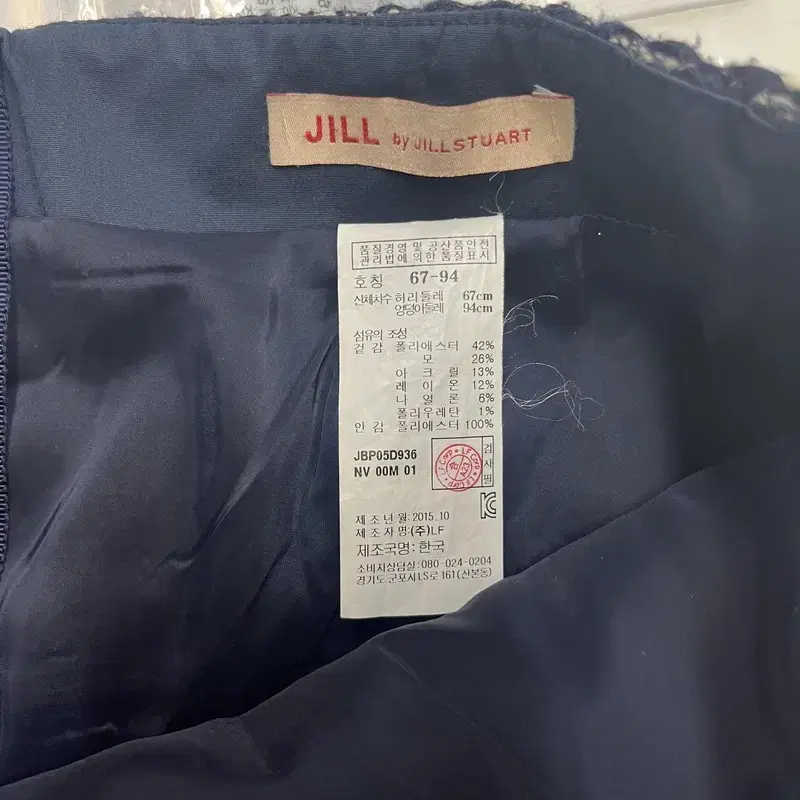 JILL by JILLSTUART
품질경영 및 공산품안전
관리법에 의한 품질표시
호칭 67-94
신체치수 허리둘레 67cm
엉덩이둘레 94cm
섬유의 조성
겉감 폴리에스터 42%
모 26%
아크릴 13%
레이온 12%
나일론 6%
폴리우레탄 1%
안감 폴리에스터 100%
JBP05D936
NV 00M 01
검사필
LF Corp
A23
제조년월: 2015.10
제조자명: (주)LF
제조국명: 한국
소비자상담실: 080-024-0204
경기도 군포시 LS로 161(산본동)